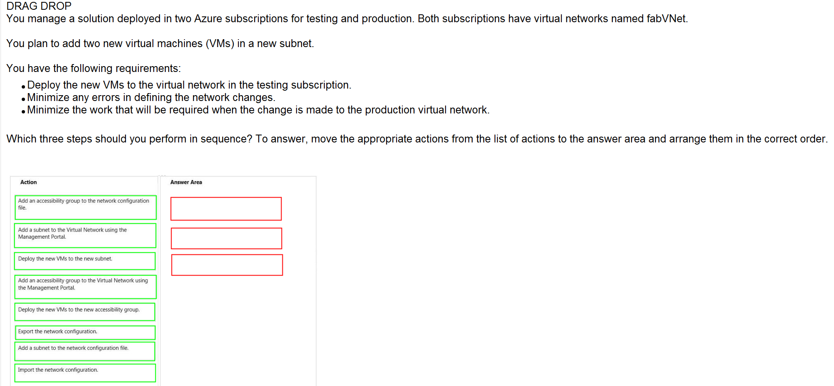 DRAG DROP
You manage a solution deployed in two Azure subscriptions for testing and production. Both subscriptions have virtual networks named fabVNet.
You plan to add two new virtual machines (VMs) in a new subnet.
You have the following requirements:
• Deploy the new VMs to the virtual network in the testing subscription.
• Minimize any errors in defining the network changes.
• Minimize the work that will be required when the change is made to the production virtual network.
Which three steps should you perform in sequence? To answer, move the appropriate actions from the list of actions to the answer area and arrange them in the correct order.
Action
Answer Area
Add an accessibility group to the network configuration
file.
Add a subnet to the Virtual Network using the
Management Portal.
Deploy the new VMs to the new subnet.
Add an accessibility group to the Virtual Network using
the Management Portal.
Deploy the new VMs to the new accessibility group.
Export the network configuration.
Add a subnet to the network configuration file.
Import the network configuration.